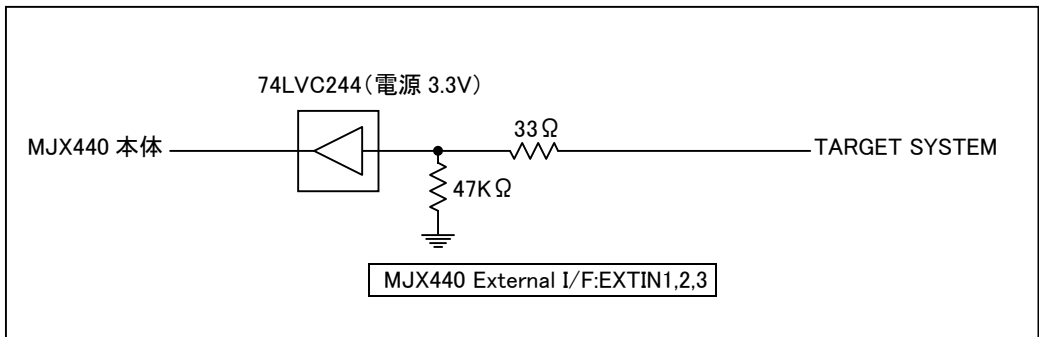 74LVC244(電源 3.3V)
33Ω
MJX440 本体
TARGET SYSTEM
47KΩ
MJX440 External I/F:EXTIN1,2,3